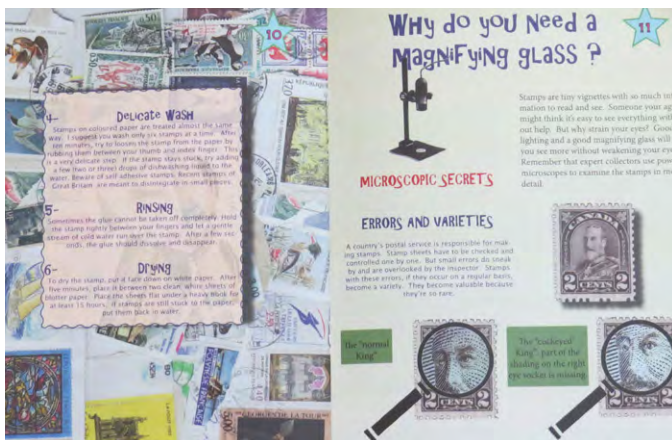 10
4-
Delicate Wash
Stamps on coloured paper are treated almost the same
way. I suggest you wash only six stamps at a time. After
ten minutes, try to loosen the stamp from the paper by
rubbing them between your thumb and index finger. This
is a very delicate step. If the stamp stays stuck, try adding
a few (two or three) drops of dishwashing liquid to the
water. Beware of self adhesive stamps. Recent stamps of
Great Britain are meant to disintegrate in small pieces.
5-
Rinsing
Sometimes the glue cannot be taken off completely. Hold
the stamp tightly between your fingers and let a gentle
stream of cold water run over the stamp. After a few sec-
onds, the glue should dissolve and disappear.
6-
Drying
To dry the stamp, put it face down on white paper. After
five minutes, place it between two clean white sheets of
blotter paper. Place the sheets flat under a heavy book for
at least 15 hours. If stamps are still stuck to the paper,
put them back in water.
Why do you Need a
Magnifying glass ?
11
Stamps are tiny vignettes with so much
mation to read and see. Someone your
might think it's easy to see everything
out help. But why strain your eyes?
lighting and a good magnifying glass will
you see more without weakening your
Remember that expert collectors use
microscopes to examine the stamps in
detail.
MICROSCOPIC SECRETS
ERRORS AND VARIETIES
A country's postal service is responsible for mak-
ing stamps. Stamp sheets have to be checked and
controlled one by one. But small errors do sneak
by and are overlooked by the inspector. Stamps
with these errors, if they occur on a regular basis,
become a variety. They become valuable because
they're so rare.
CANADA
2 CENTS 2
The "normal
King"
2 2
The "cockeyed
King": part of the
shading on the right
eye socket is missing.
2 2